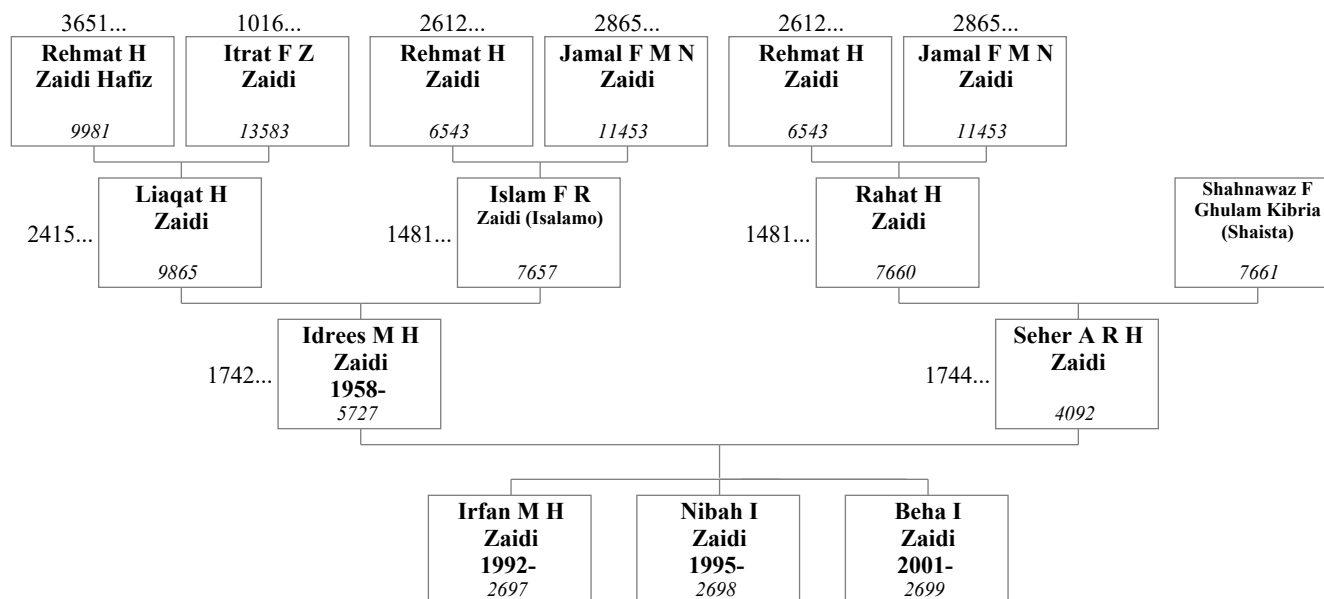 3651...
1016...
2612...
2865...
2612...
2865...
Rehmat H
Zaidi Hafiz
9981
Itrat F Z
Zaidi
13583
Rehmat H
Zaidi
6543
Jamal F M N
Zaidi
11453
Rehmat H
Zaidi
6543
Jamal F M N
Zaidi
11453
2415...
Liaqat H
Zaidi
9865
1481...
Islam F R
Zaidi (Isalamo)
7657
1481...
Rahat H
Zaidi
7660
Shahnawaz F
Ghulam Kibria
(Shaista)
7661
1742...
Idrees M H
Zaidi
1958-
5727
1744...
Seher A R H
Zaidi
4092
Irfan M H
Zaidi
1992-
2697
Nibah I
Zaidi
1995-
2698
Beha I
Zaidi
2001-
2699